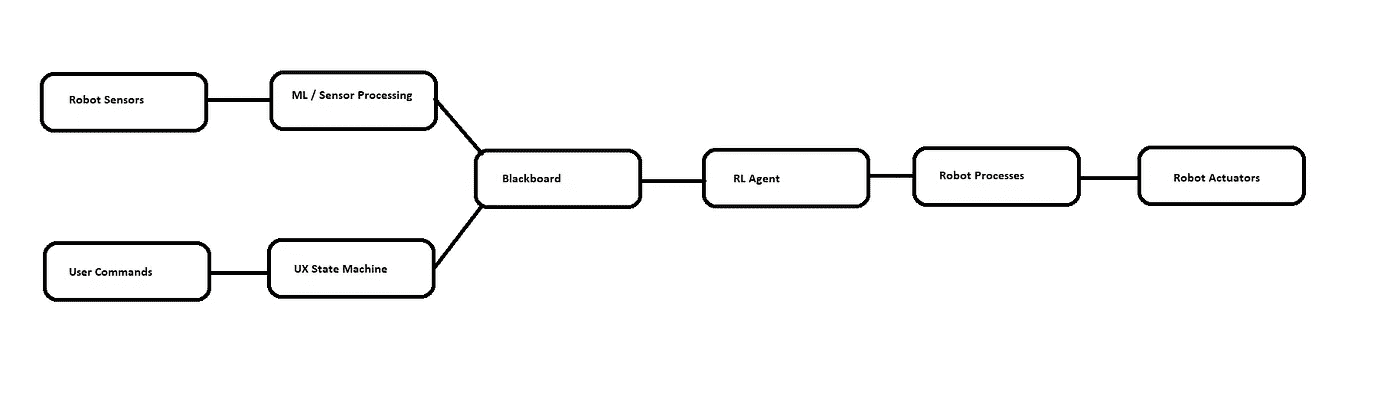 Robot Sensors
ML / Sensor Processing
Blackboard
RL Agent
Robot Processes
Robot Actuators
User Commands
UX State Machine